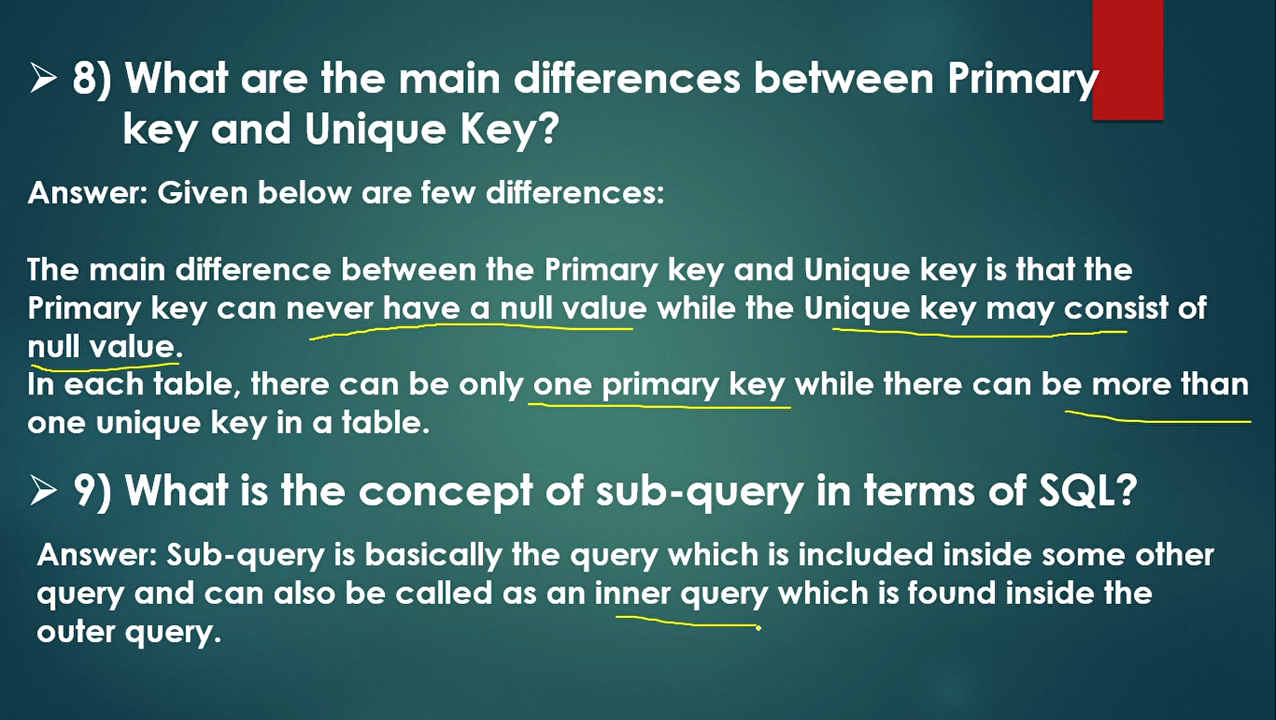 ➢ 8) What are the main differences between Primary
key and Unique Key?
Answer: Given below are few differences:
The main difference between the Primary key and Unique key is that the
Primary key can never have a null value while the Unique key may consist of
null value.
In each table, there can be only one primary key while there can be more than
one unique key in a table.
➢ 9) What is the concept of sub-query in terms of SQL?
Answer: Sub-query is basically the query which is included inside some other
query and can also be called as an inner query which is found inside the
outer query.